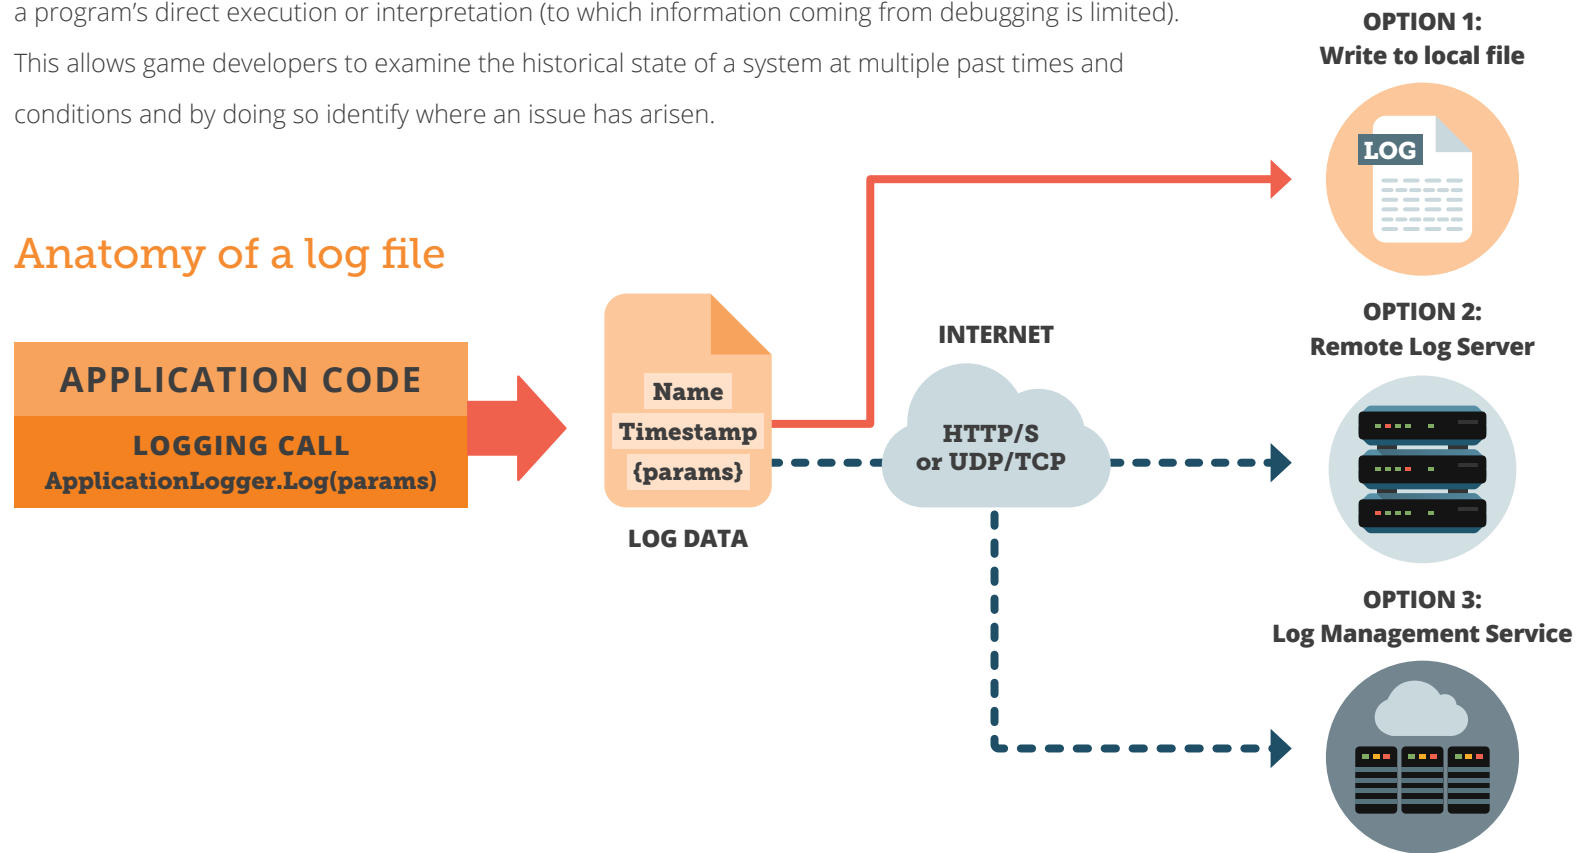 a program’s direct execution or interpretation (to which information coming from debugging is limited).
This allows game developers to examine the historical state of a system at multiple past times and
conditions and by doing so identify where an issue has arisen.
Anatomy of a log file
APPLICATION CODE
LOGGING CALL
ApplicationLogger.Log(params)
Name
Timestamp
{params}
LOG DATA
INTERNET
HTTP/S
or UDP/TCP
OPTION 1:
Write to local file
LOG
OPTION 2:
Remote Log Server
OPTION 3:
Log Management Service